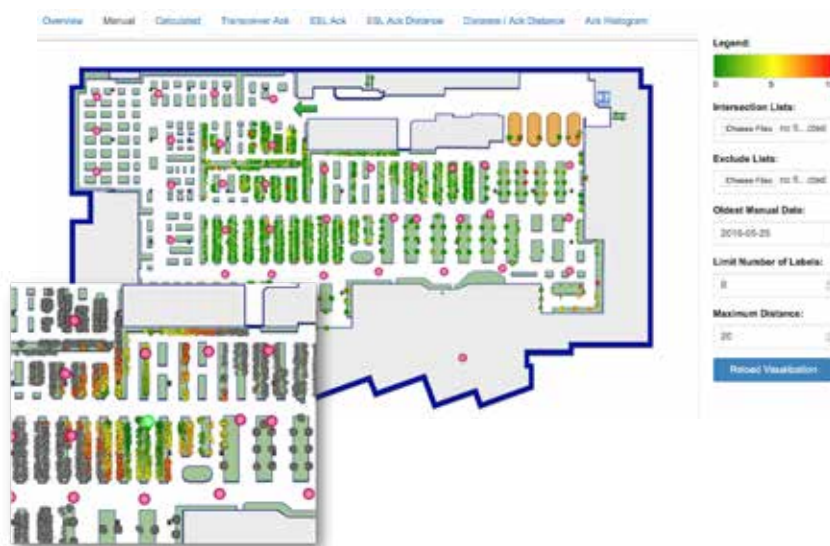 Overview Manual Calculated Transceiver Ack ESL Ack ESL Ack Distance Distance / Ack Distance Ack Histogram
Legend:
0 5
Intersection Lists:
Choose Files
Exclude Lists:
Choose Files
Oldest Manual Date:
2016-05-25
Limit Number of Labels:
Maximum Distance:
20
Reload Visualization